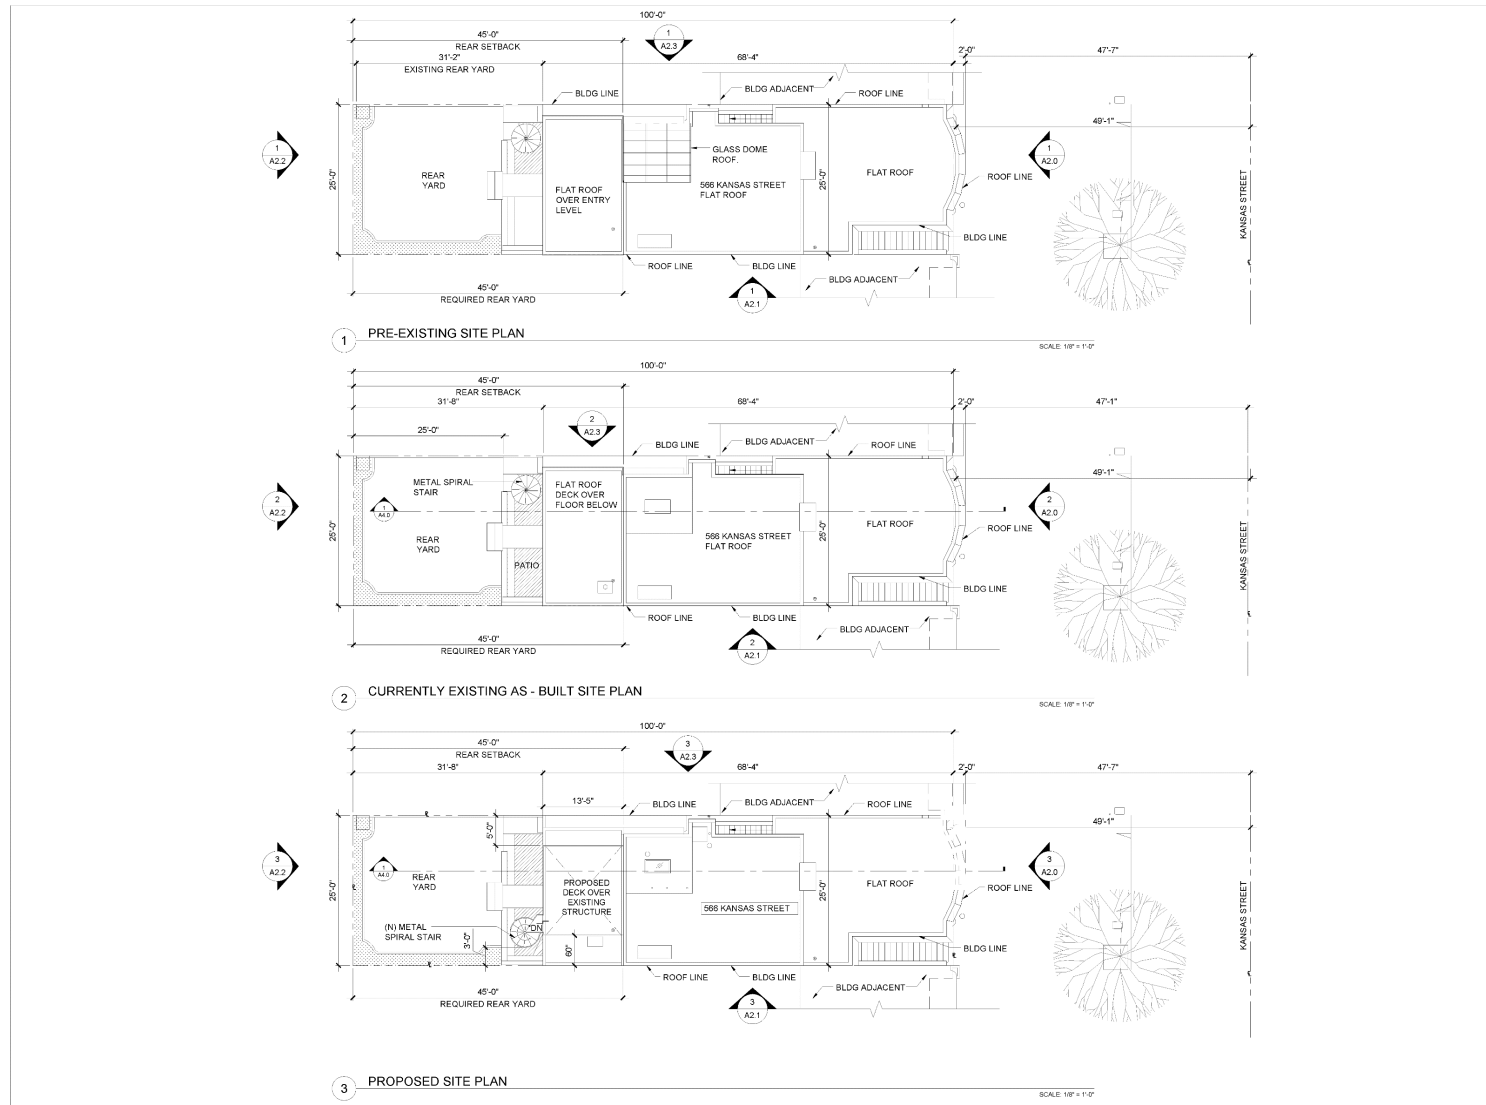 100'-0"
45'-0"
REAR SETBACK
1
A2.3
31'-2"
EXISTING REAR YARD
68'-4"
2'-0"
47'-7"
BLDG LINE
BLDG ADJACENT
ROOF LINE
49'-1"
1
A2.2
1
A2.0
GLASS DOME
ROOF.
REAR
YARD
FLAT ROOF
ROOF LINE
25'-0"
FLAT ROOF
OVER ENTRY
LEVEL
566 KANSAS STREET
FLAT ROOF
25'-0"
KANSAS STREET
BLDG LINE
ROOF LINE
BLDG LINE
BLDG ADJACENT
45'-0"
REQUIRED REAR YARD
1
A2.1
1
PRE-EXISTING SITE PLAN
SCALE: 1/8" = 1'-0"
100'-0"
45'-0"
REAR SETBACK
31'-8"
68'-4"
2'-0"
47'-1"
2
A2.3
25'-0"
BLDG LINE
BLDG ADJACENT
ROOF LINE
49'-1"
METAL SPIRAL
STAIR
FLAT ROOF
DECK OVER
FLOOR BELOW
2
A2.2
1
A4.0
2
A2.0
FLAT ROOF
ROOF LINE
25'-0"
REAR
YARD
566 KANSAS STREET
FLAT ROOF
25'-0"
KANSAS STREET
PATIO
BLDG LINE
ROOF LINE
BLDG LINE
BLDG ADJACENT
45'-0"
REQUIRED REAR YARD
2
A2.1
2
CURRENTLY EXISTING AS - BUILT SITE PLAN
SCALE: 1/8" = 1'-0"
100'-0"
45'-0"
REAR SETBACK
3
A2.3
31'-8"
68'-4"
2'-0"
47'-7"
13'-5"
BLDG LINE
BLDG ADJACENT
ROOF LINE
49'-1"
5'-0"
3
A2.2
1
A4.0
3
A2.0
REAR
YARD
PROPOSED
DECK OVER
EXISTING
STRUCTURE
FLAT ROOF
ROOF LINE
25'-0"
25'-0"
566 KANSAS STREET
KANSAS STREET
(N) METAL
SPIRAL STAIR
DN
3'-0"
60"
BLDG LINE
ROOF LINE
BLDG LINE
BLDG ADJACENT
45'-0"
REQUIRED REAR YARD
3
A2.1
3
PROPOSED SITE PLAN
SCALE: 1/8" = 1'-0"